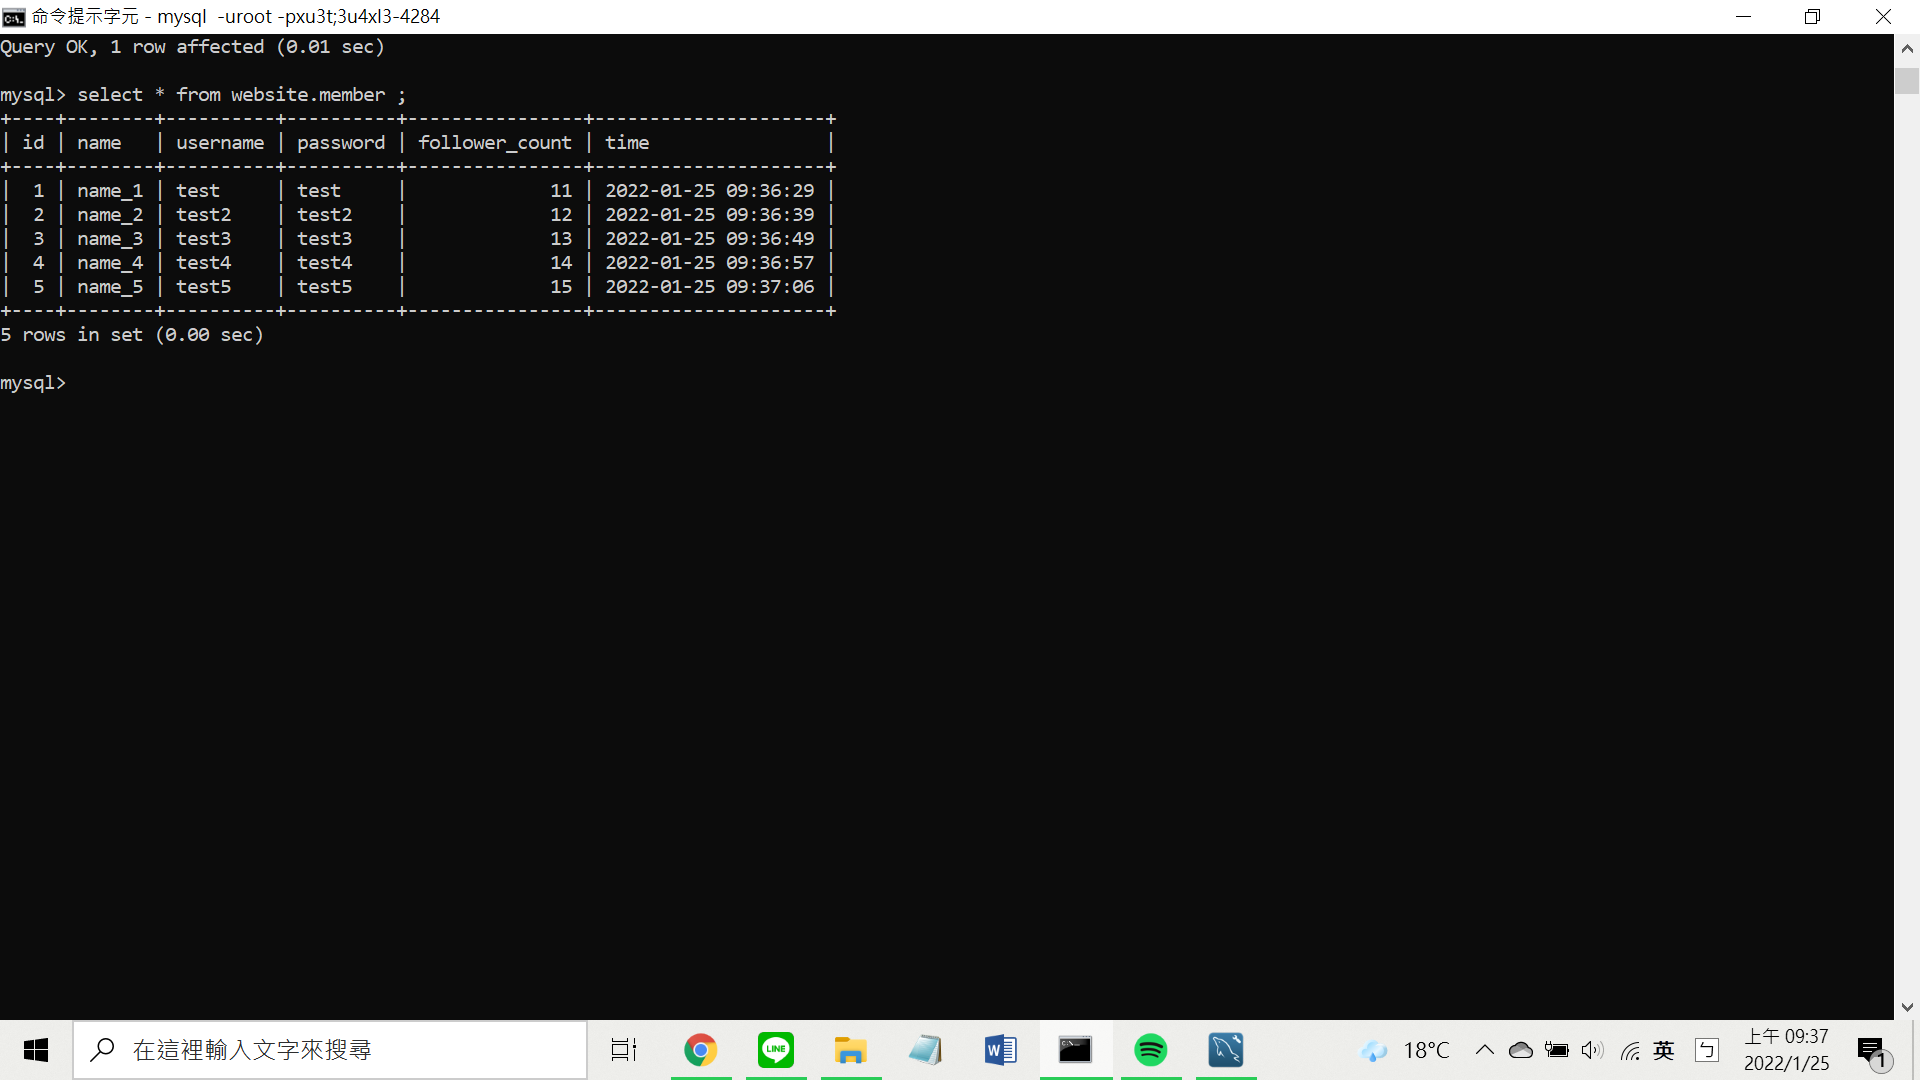 命令提示字元 - mysql  -uroot -pxu3t;3u4xl3-4284
Query OK, 1 row affected (0.01 sec)
mysql> select * from website.member ;
+----+--------+----------+----------+----------------+---------------------+
| id | name   | username | password | follower_count | time                |
+----+--------+----------+----------+----------------+---------------------+
|  1 | name_1 | test     | test     |             11 | 2022-01-25 09:36:29 |
|  2 | name_2 | test2    | test2    |             12 | 2022-01-25 09:36:39 |
|  3 | name_3 | test3    | test3    |             13 | 2022-01-25 09:36:49 |
|  4 | name_4 | test4    | test4    |             14 | 2022-01-25 09:36:57 |
|  5 | name_5 | test5    | test5    |             15 | 2022-01-25 09:37:06 |
+----+--------+----------+----------+----------------+---------------------+
5 rows in set (0.00 sec)
mysql>
在這裡輸入文字來搜尋
LINE
18°C
英
ㄅ
上午 09:37
2022/1/25
1